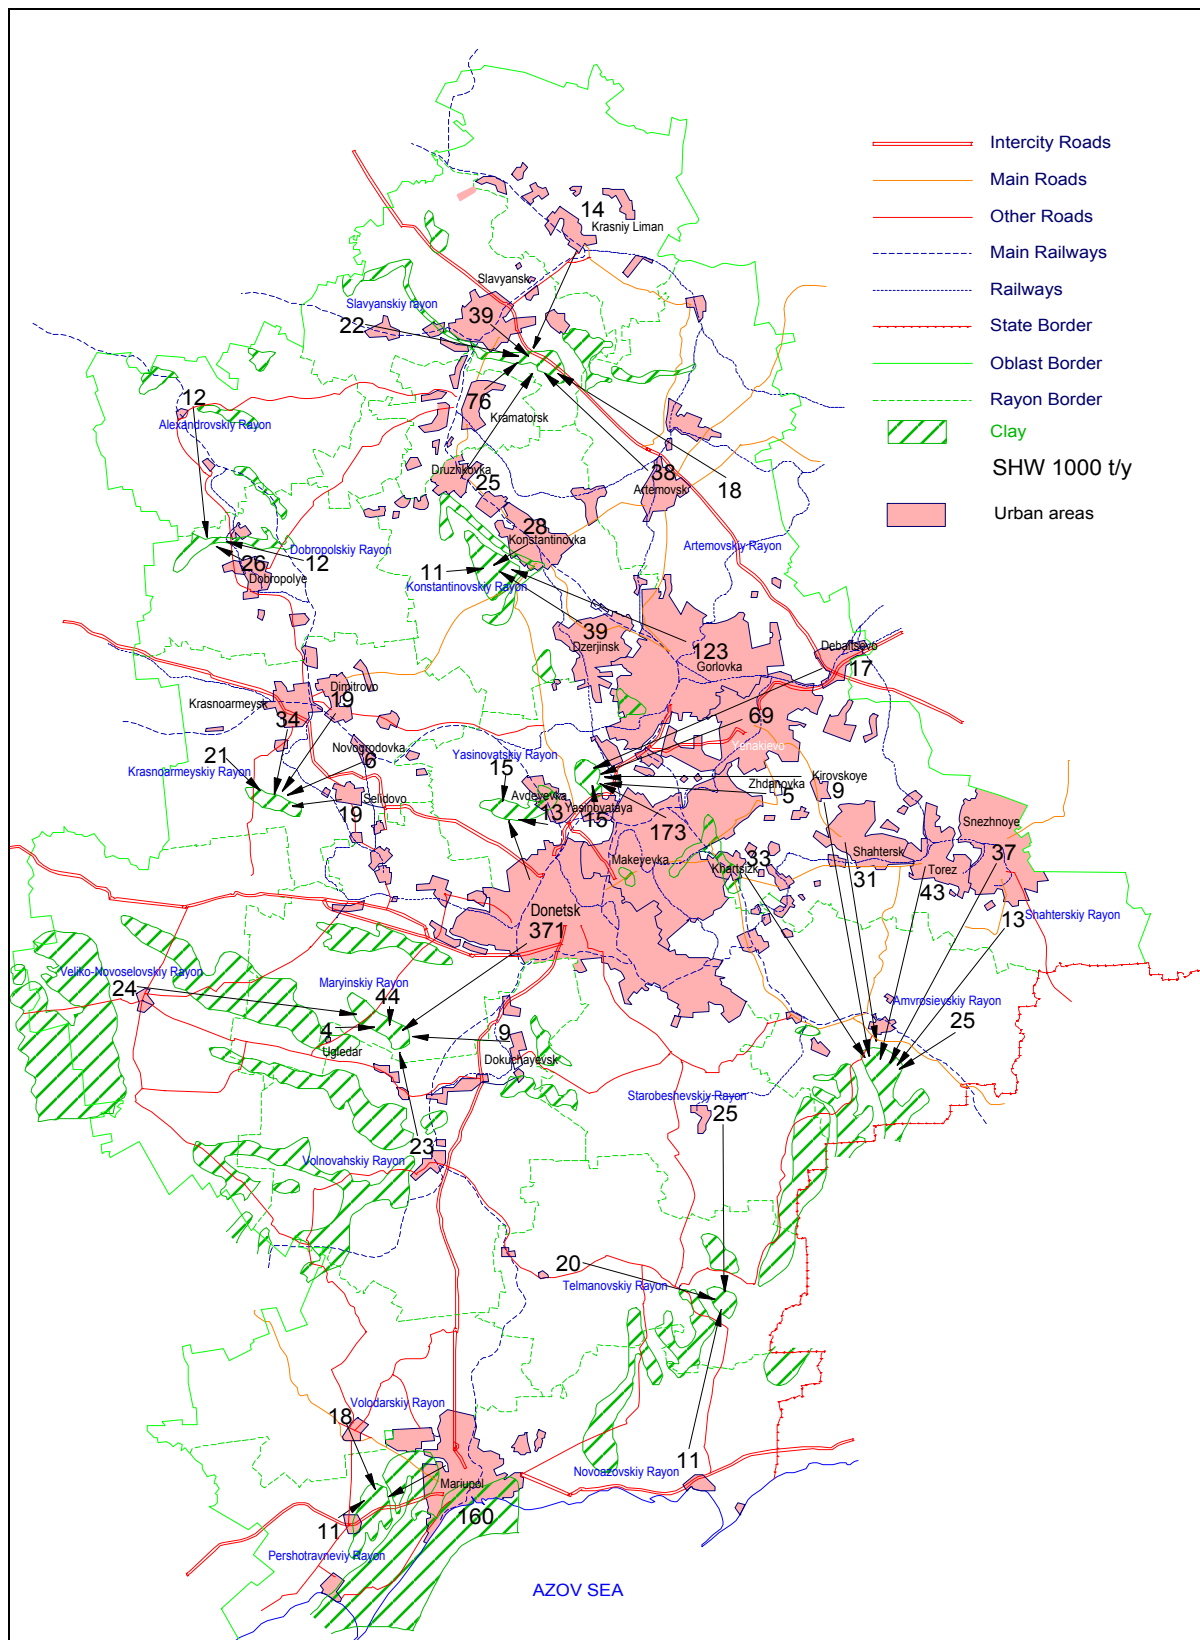 Intercity Roads
Main Roads
Other Roads
Main Railways
Railways
State Border
Oblast Border
Rayon Border
Clay
SHW 1000 t/y
Urban areas
14
Krasniy Liman
Slavyansk
Slavyanskiy rayon
22
39
12
Alexandrovskiy Rayon
76
Kramatorsk
Druzhkovka
25
38
Artemovsk
18
28
Konstantinovka
Artemovskiy Rayon
Dobropolskiy Rayon
26
12
Dobropolye
11
Konstantinovskiy Rayon
39
Dzerjinsk
123
Gorlovka
Debaltsevo
17
Dimitrovo
19
Krasnoarmeysk
34
69
Yenakievo
Novogrodovka
6
Yasinovatskiy Rayon
15
21
Krasnoarmeyskiy Rayon
Kirovskoye
9
Zhdanovka
5
Avdeyevka
13
Selidovo
19
Yasinovataya
15
173
Snezhnoye
37
Makeyevka
33
Khartsizk
Shahtersk
31
Torez
43
Donetsk
371
13
Shahterskiy Rayon
Veliko-Novoselovskiy Rayon
24
Maryinskiy Rayon
44
4
Ugledar
9
Dokuchayevsk
Amvrosievskiy Rayon
25
Starobeshevskiy Rayon
25
23
Volnovahskiy Rayon
20
Telmanovskiy Rayon
Volodarskiy Rayon
18
11
Novoazovskiy Rayon
Mariupol
160
11
Pershotravneviy Rayon
AZOV SEA